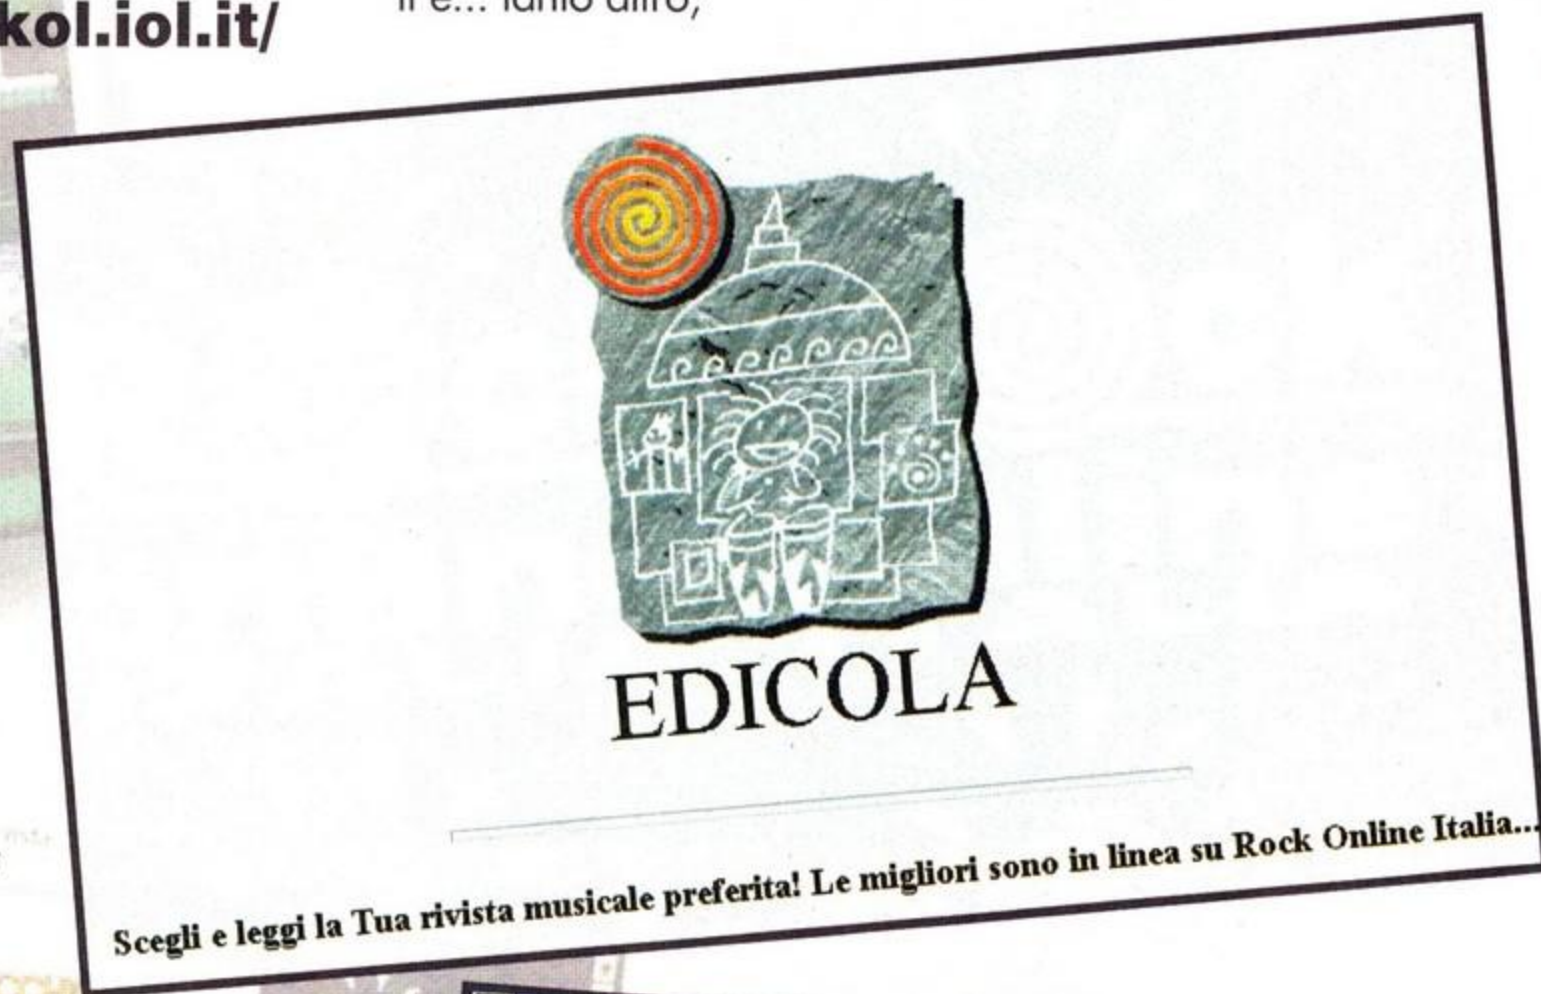 kol.iol.it/
EDICOLA
Scegli e leggi la Tua rivista musicale preferita! Le migliori sono in linea su Rock Online Italia...